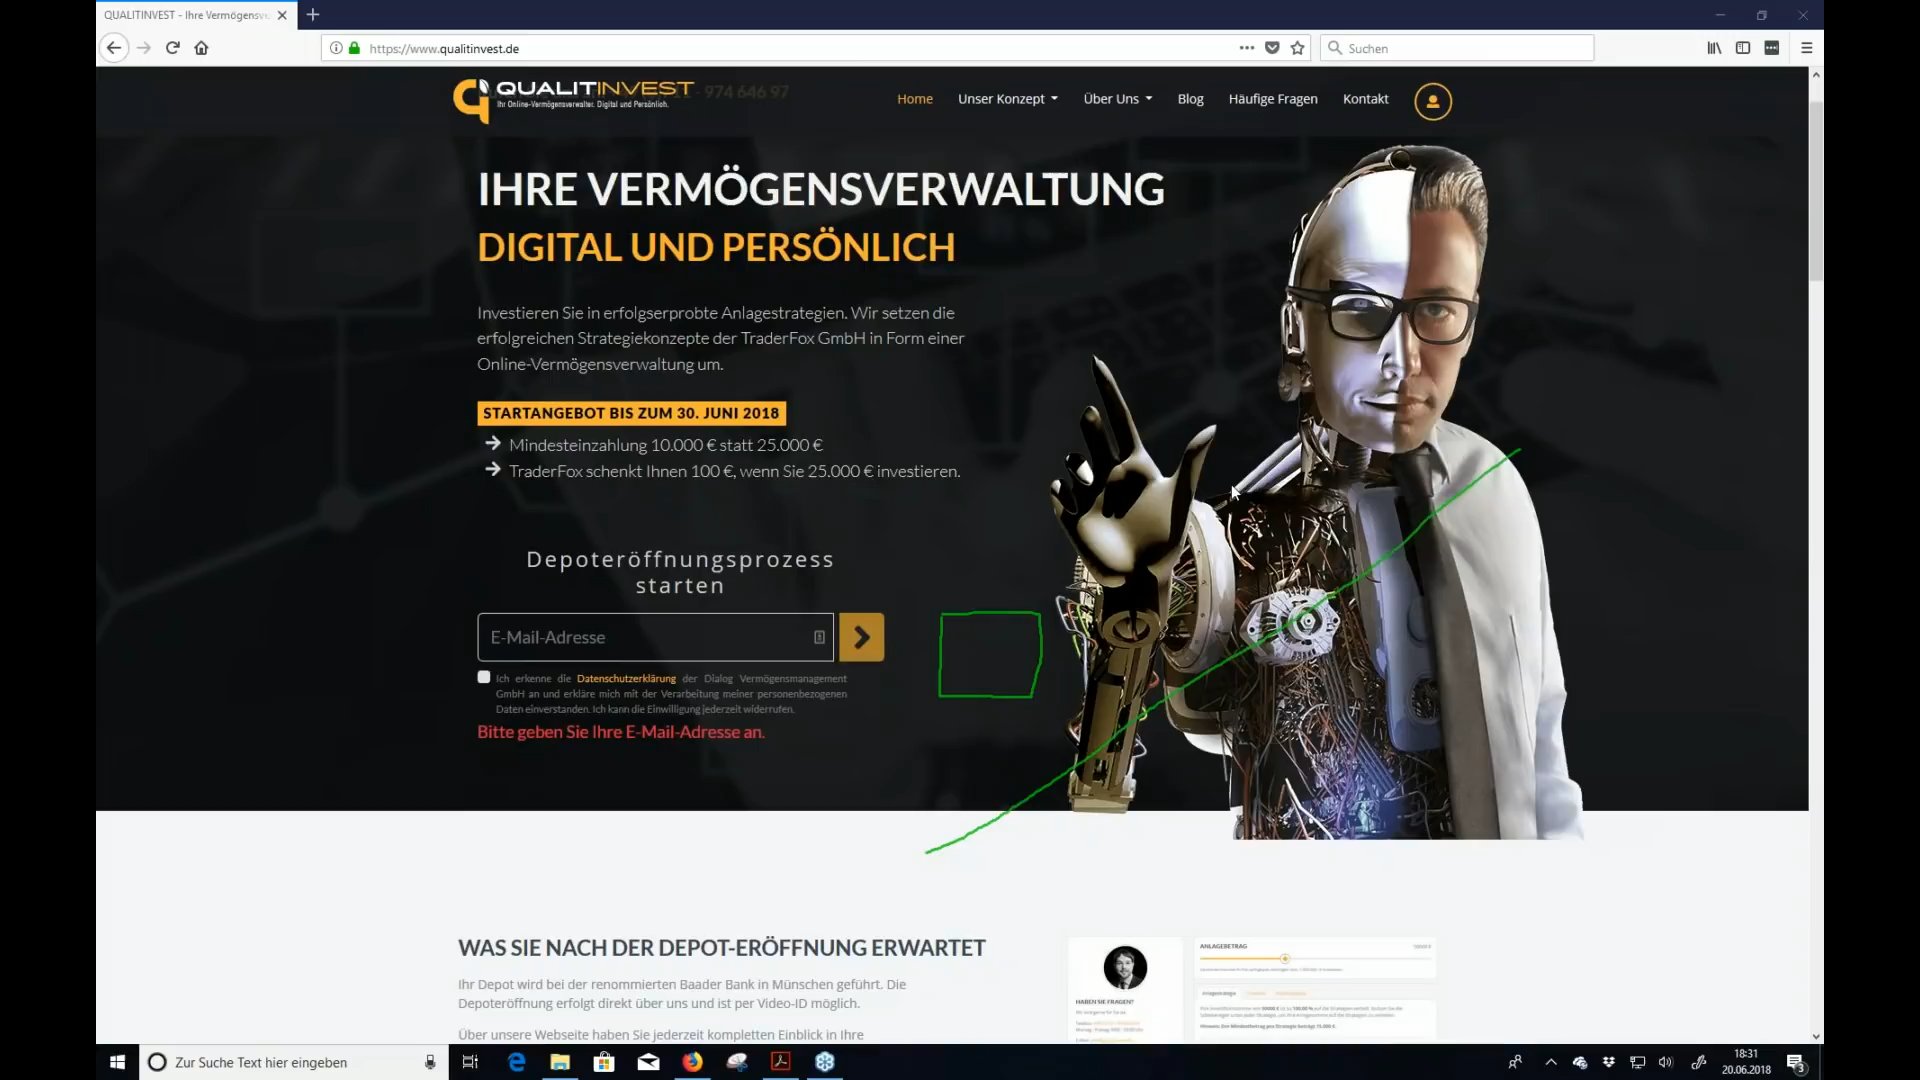 QUALITINVEST - Ihre Vermögensv
https://www.qualitinvest.de
Suchen
QUALITINVEST
Ihr Online-Vermögensverwalter. Digital und Persönlich.
- 974 646 97
Home
Unser Konzept
Über Uns
Blog
Häufige Fragen
Kontakt
IHRE VERMÖGENSVERWALTUNG
DIGITAL UND PERSÖNLICH
Investieren Sie in erfolgserprobte Anlagestrategien. Wir setzen die
erfolgreichen Strategiekonzepte der TraderFox GmbH in Form einer
Online-Vermögensverwaltung um.
STARTANGEBOT BIS ZUM 30. JUNI 2018
Mindesteinzahlung 10.000 € statt 25.000 €
TraderFox schenkt Ihnen 100 €, wenn Sie 25.000 € investieren.
Depoteröffnungsprozess
starten
E-Mail-Adresse
Ich erkenne die Datenschutzerklärung der Dialog Vermögensmanagement
GmbH an und erkläre mich mit der Verarbeitung meiner personenbezogenen
Daten einverstanden. Ich kann die Einwilligung jederzeit widerrufen.
Bitte geben Sie Ihre E-Mail-Adresse an.
WAS SIE NACH DER DEPOT-ERÖFFNUNG ERWARTET
Ihr Depot wird bei der renommierten Baader Bank in Münschen geführt. Die
Depoteröffnung erfolgt direkt über uns und ist per Video-ID möglich.
Über unsere Webseite haben Sie jederzeit kompletten Einblick in Ihre
HABEN SIE FRAGEN?
ANLAGEBETRAG
Anlagestrategie
Zur Suche Text hier eingeben
18:31
20.06.2018
3